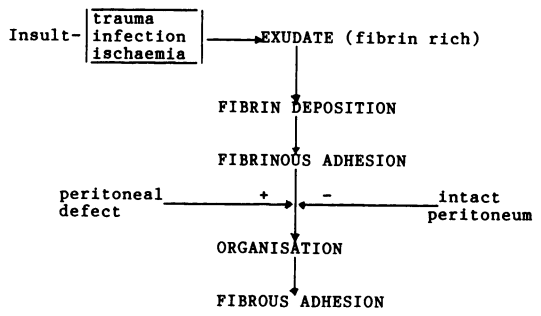 trauma
Insult- infection
ischaemia
EXUDATE (fibrin rich)
FIBRIN DEPOSITION
FIBRINOUS ADHESION
peritoneal defect
+ -
intact peritoneum
ORGANISATION
FIBROUS ADHESION